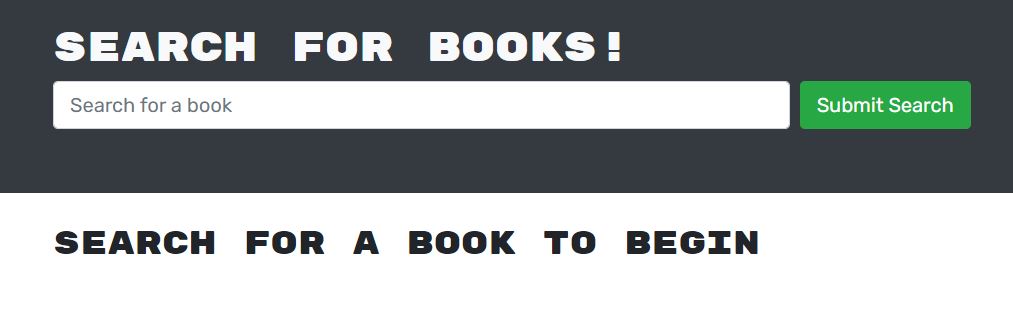 SEARCH FOR BOOKS!
Search for a book
Submit Search
SEARCH FOR A BOOK TO BEGIN